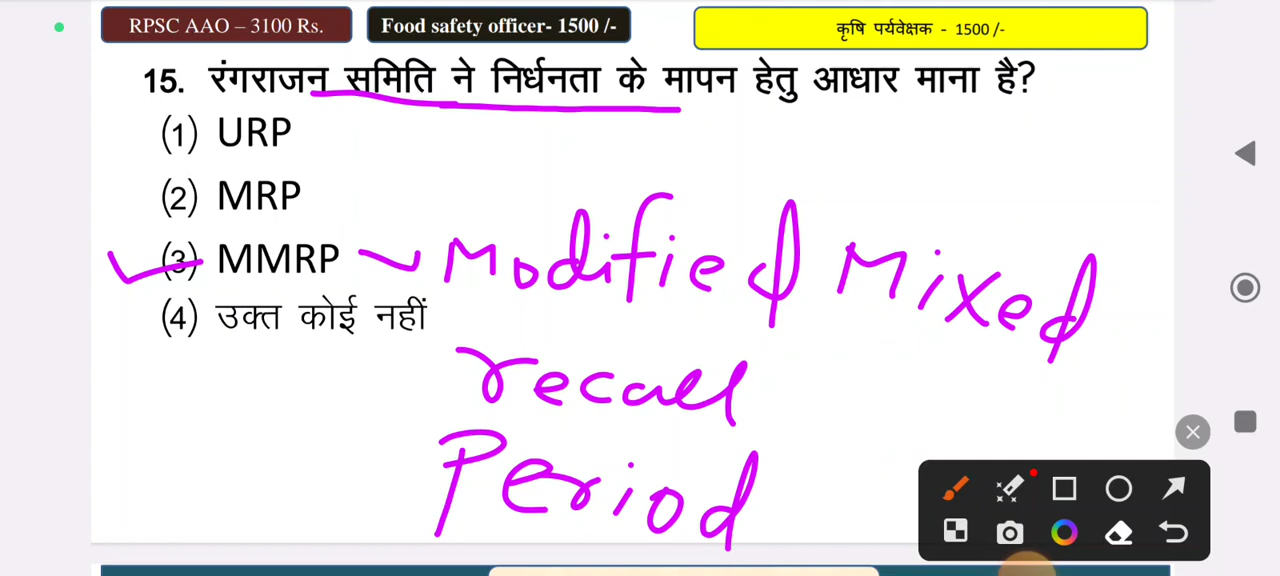 RPSC AAO – 3100 Rs. Food safety officer- 1500 /- कृषि पर्यवेक्षक - 1500 /-
15. रंगराजन समिति ने निर्धनता के मापन हेतु आधार माना है?
(1) URP
(2) MRP
(3) MMRP Modified Mixed
(4) उक्त कोई नहीं
recall
Period